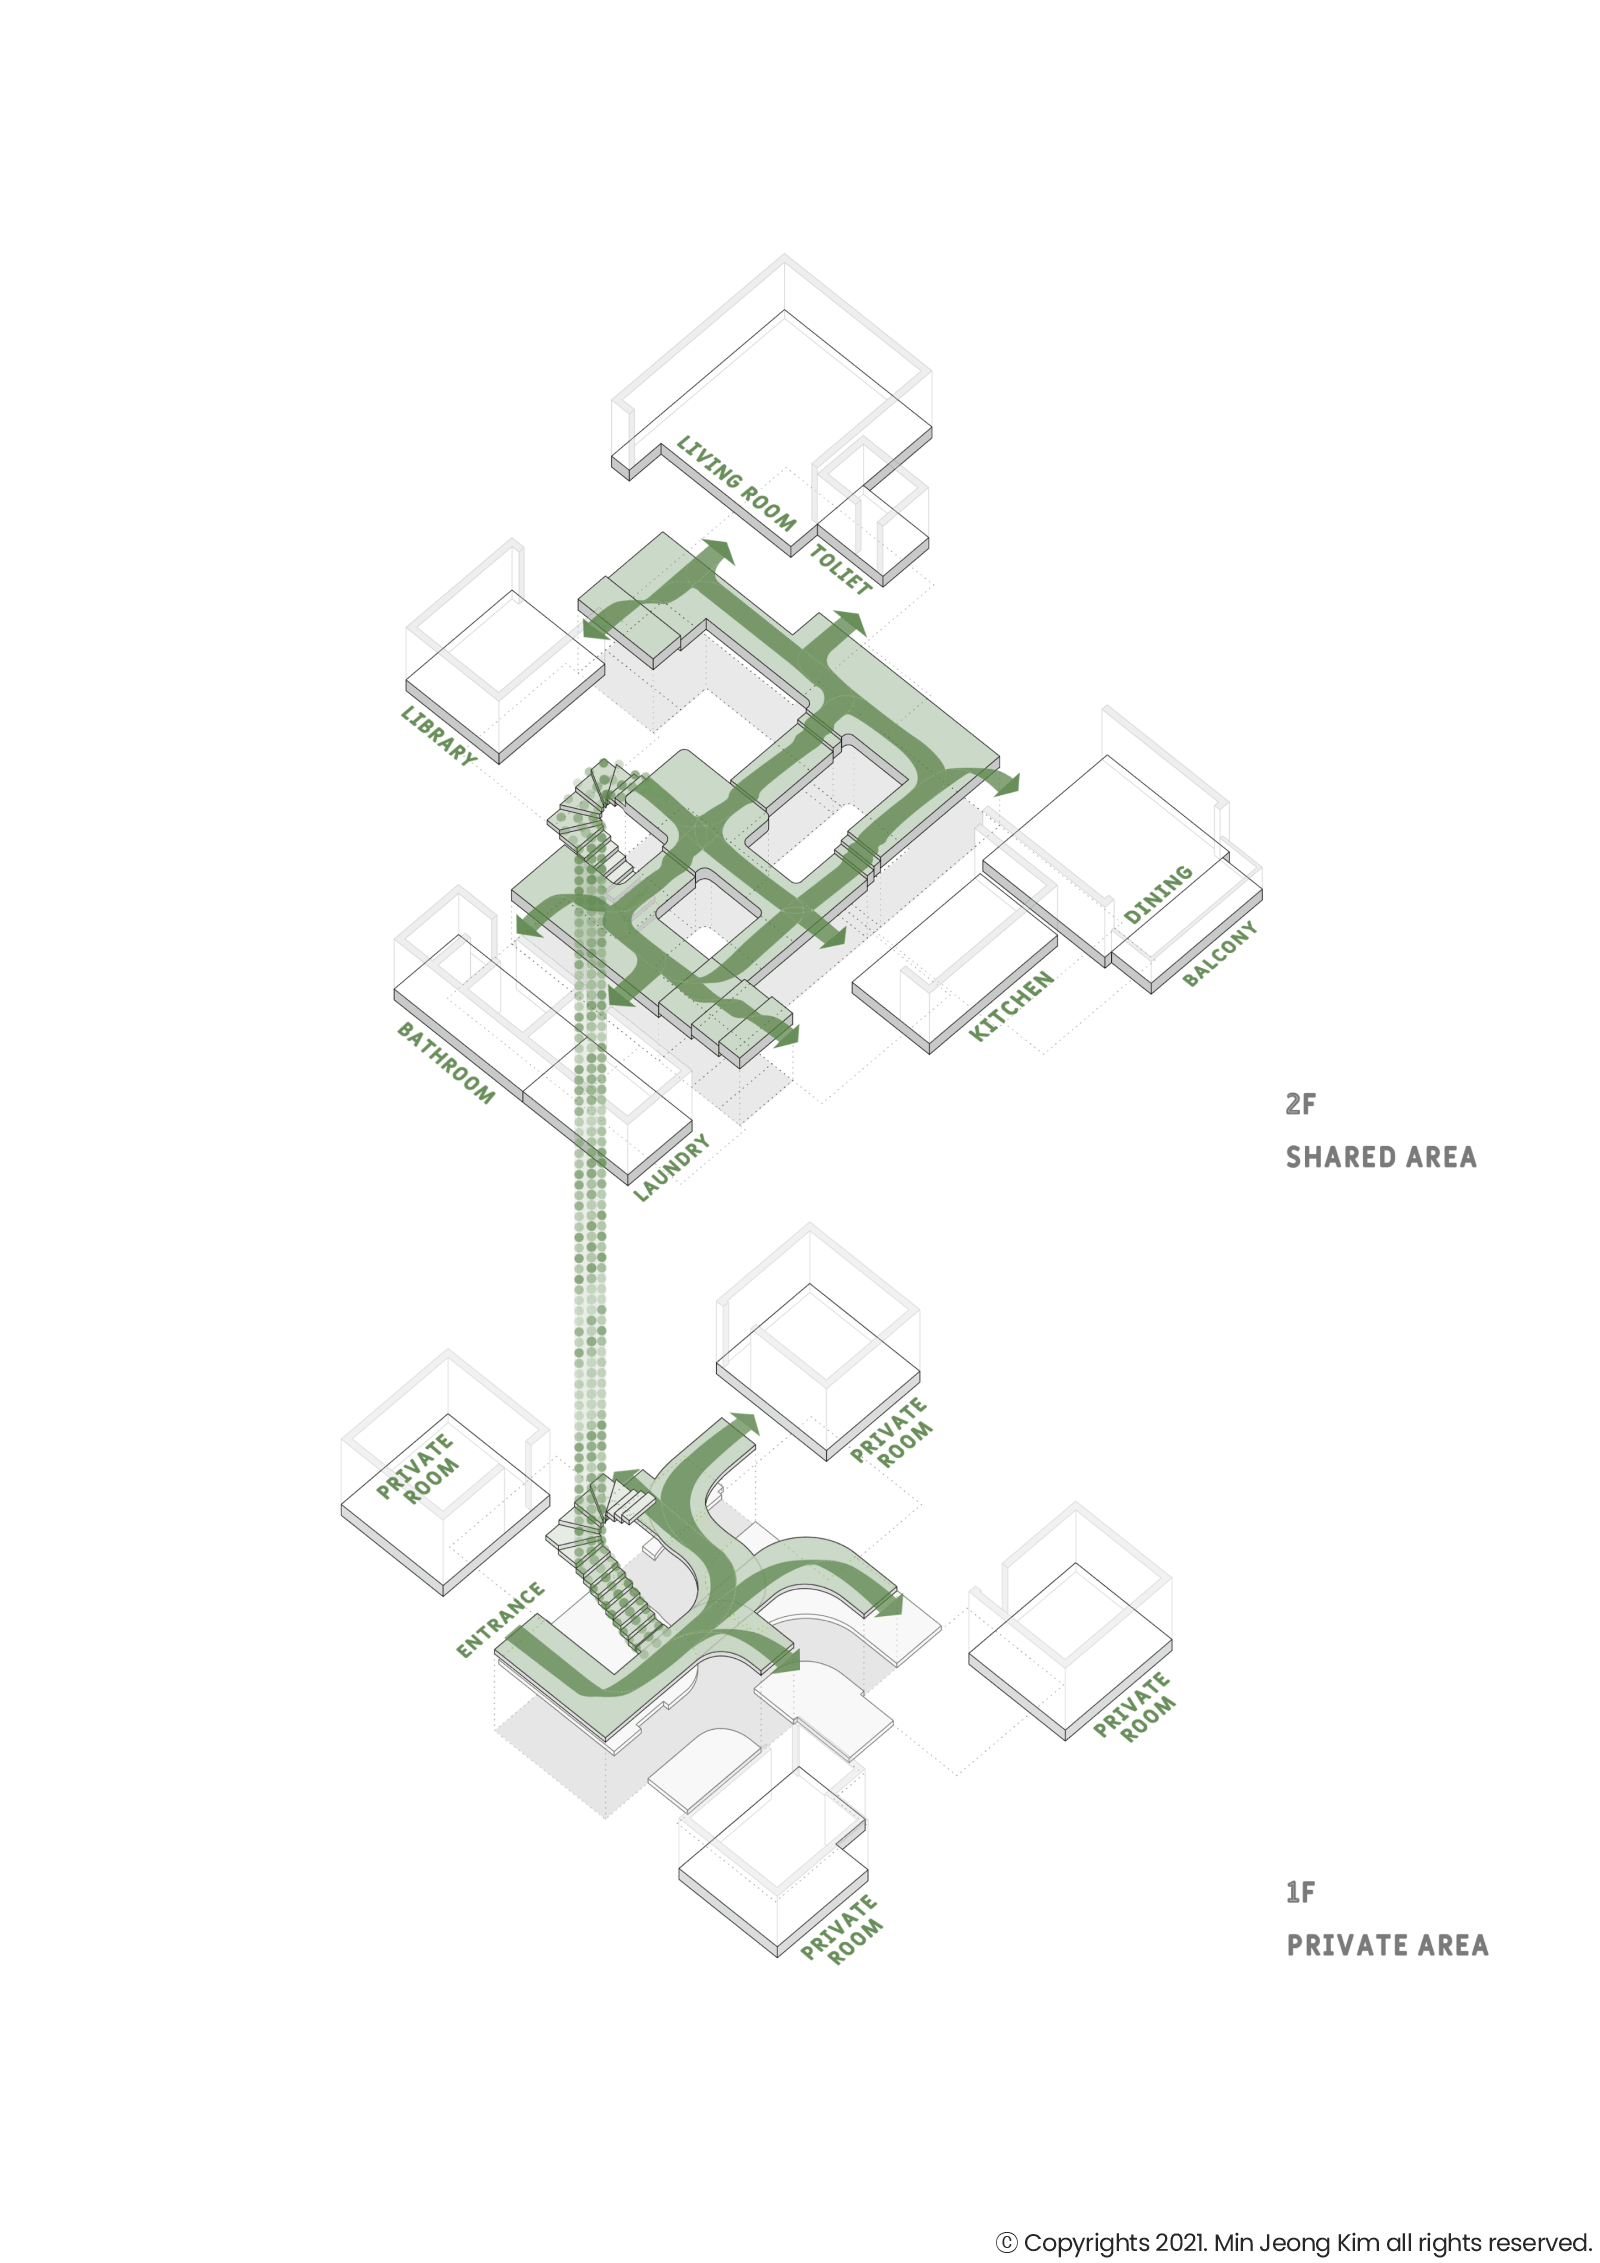 LIVING ROOM
TOLIET
LIBRARY
DINING
BALCONY
KITCHEN
BATHROOM
LAUNDRY
2F
SHARED AREA
PRIVATE
ROOM
PRIVATE
ROOM
ENTRANCE
PRIVATE
ROOM
PRIVATE
ROOM
1F
PRIVATE AREA
© Copyrights 2021. Min Jeong Kim all rights reserved.